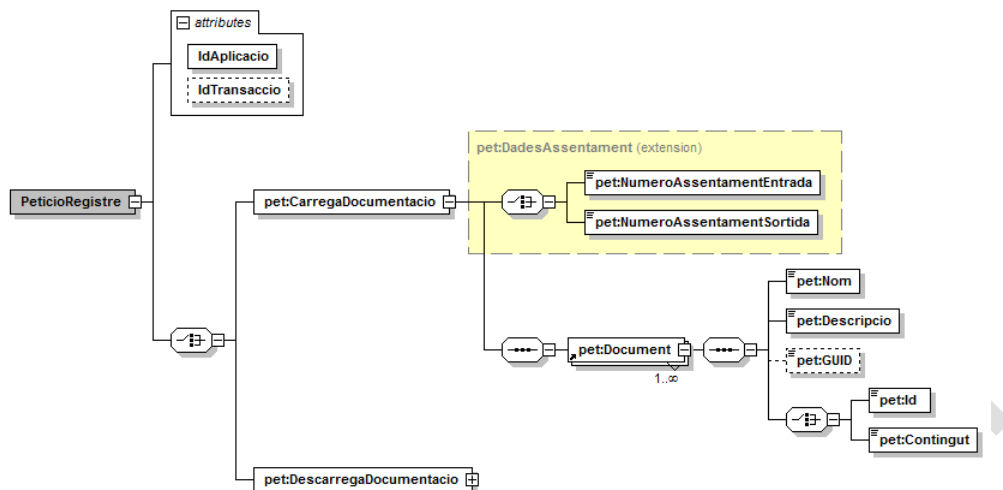 attributes
IdAplicacio
IdTransaccio
pet:DadesAssentament (extension)
pet:NumeroAssentamentEntrada
PeticioRegistre
pet:CarregaDocumentacio
pet:NumeroAssentamentSortida
pet:Nom
pet:Descripcio
pet:Document
pet:GUID
1..∞
pet:Id
pet:Contingut
pet:DescarregaDocumentacio